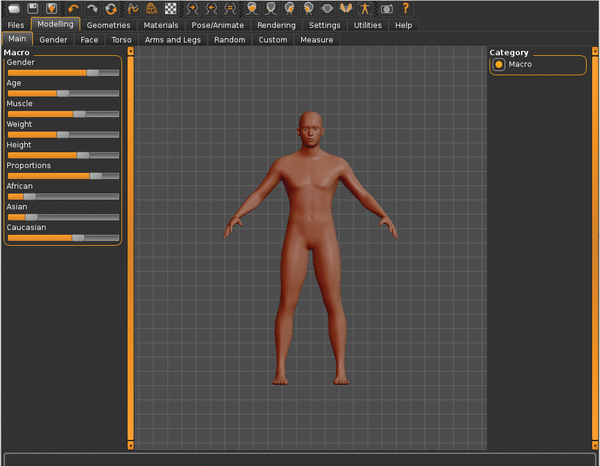 Files Modelling Geometries Materials Pose/Animate Rendering Settings Utilities Help
Main Gender Face Torso Arms and Legs Random Custom Measure
Macro
Gender
Age
Muscle
Weight
Height
Proportions
African
Asian
Caucasian
Category
Macro